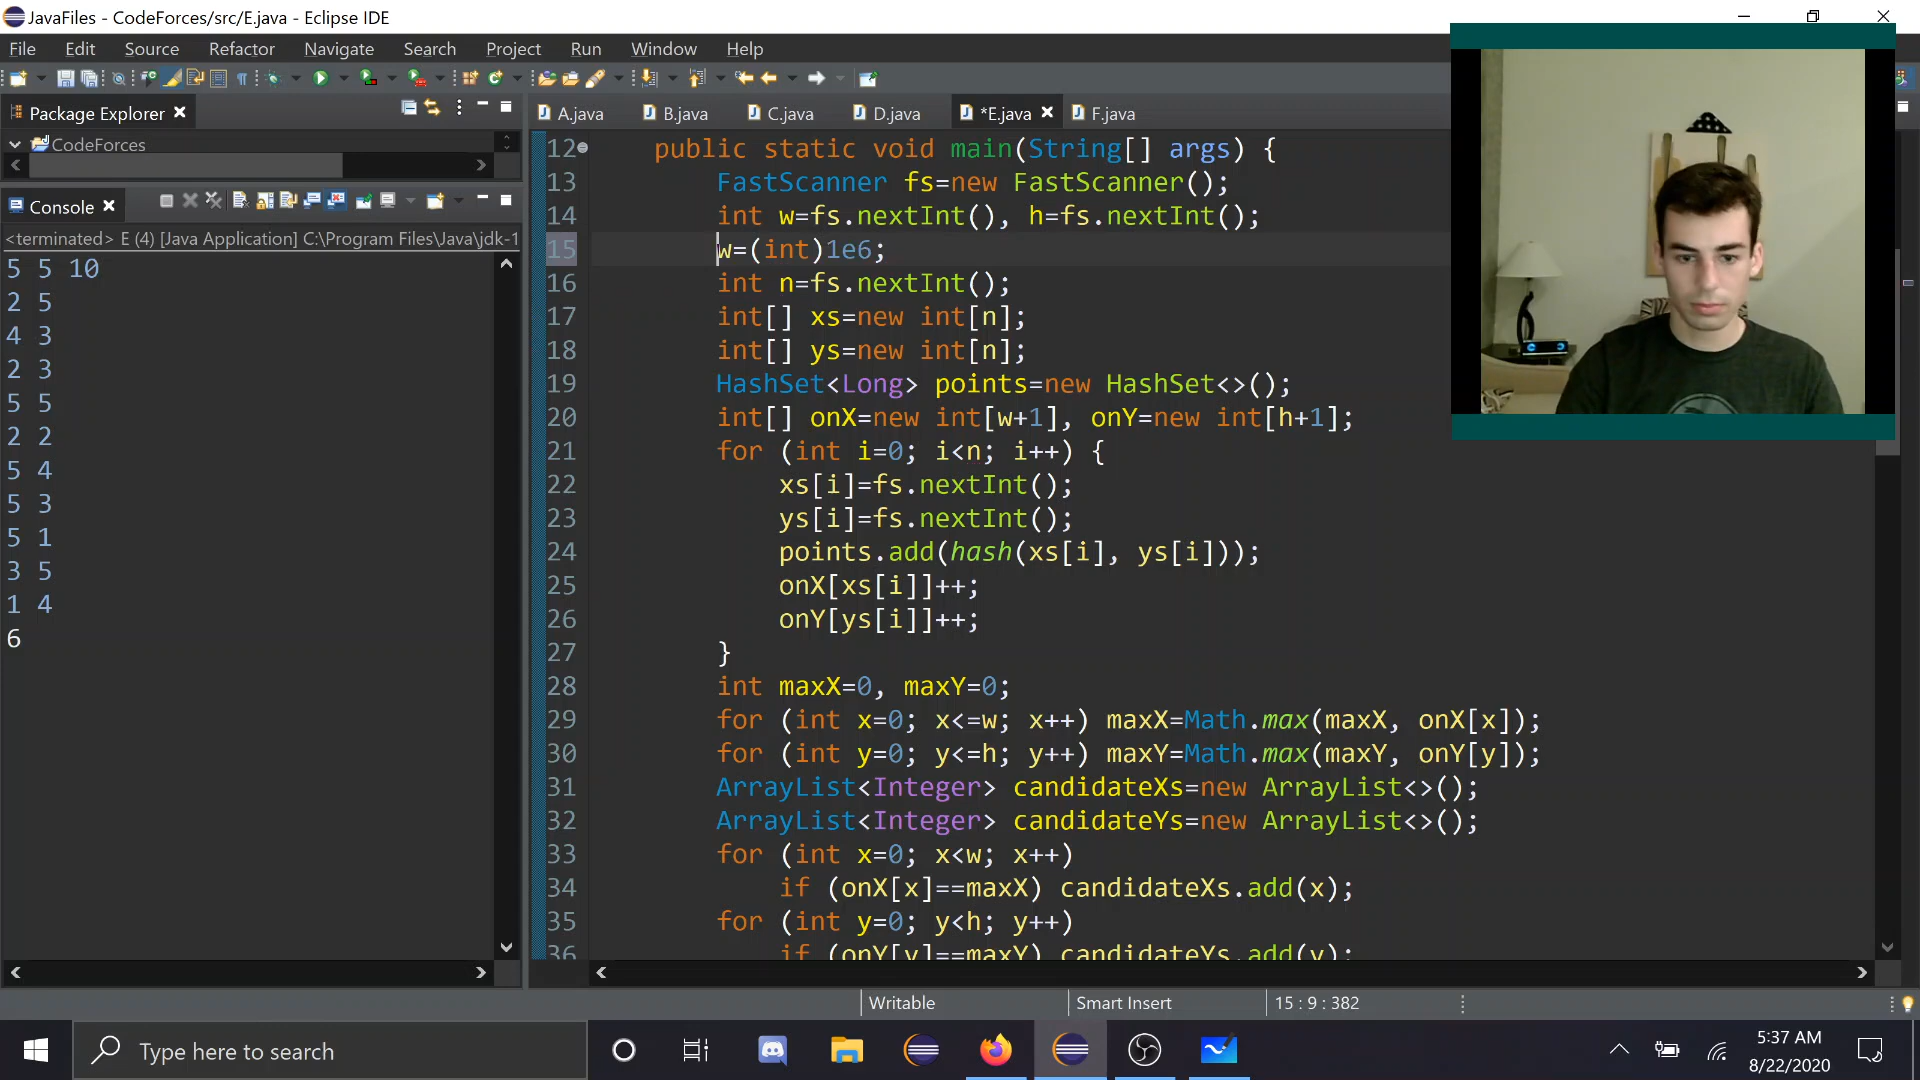 JavaFiles - CodeForces/src/E.java - Eclipse IDE
File Edit Source Refactor Navigate Search Project Run Window Help
Package Explorer
CodeForces
Console
<terminated> E (4) [Java Application] C:\Program Files\Java\jdk-1
5 5 10
2 5
4 3
2 3
5 5
2 2
5 4
5 3
5 1
3 5
1 4
6
A.java B.java C.java D.java *E.java F.java
12 public static void main(String[] args) {
13 FastScanner fs=new FastScanner();
14 int w=fs.nextInt(), h=fs.nextInt();
15 w=(int)1e6;
16 int n=fs.nextInt();
17 int[] xs=new int[n];
18 int[] ys=new int[n];
19 HashSet<Long> points=new HashSet<>();
20 int[] onX=new int[w+1], onY=new int[h+1];
21 for (int i=0; i<n; i++) {
22 xs[i]=fs.nextInt();
23 ys[i]=fs.nextInt();
24 points.add(hash(xs[i], ys[i]));
25 onX[xs[i]]++;
26 onY[ys[i]]++;
27 }
28 int maxX=0, maxY=0;
29 for (int x=0; x<=w; x++) maxX=Math.max(maxX, onX[x]);
30 for (int y=0; y<=h; y++) maxY=Math.max(maxY, onY[y]);
31 ArrayList<Integer> candidateXs=new ArrayList<>();
32 ArrayList<Integer> candidateYs=new ArrayList<>();
33 for (int x=0; x<w; x++)
34 if (onX[x]==maxX) candidateXs.add(x);
35 for (int y=0; y<h; y++)
36 if (onY[y]==maxY) candidateYs.add(y);
Writable Smart Insert 15 : 9 : 382
Type here to search
5:37 AM
8/22/2020